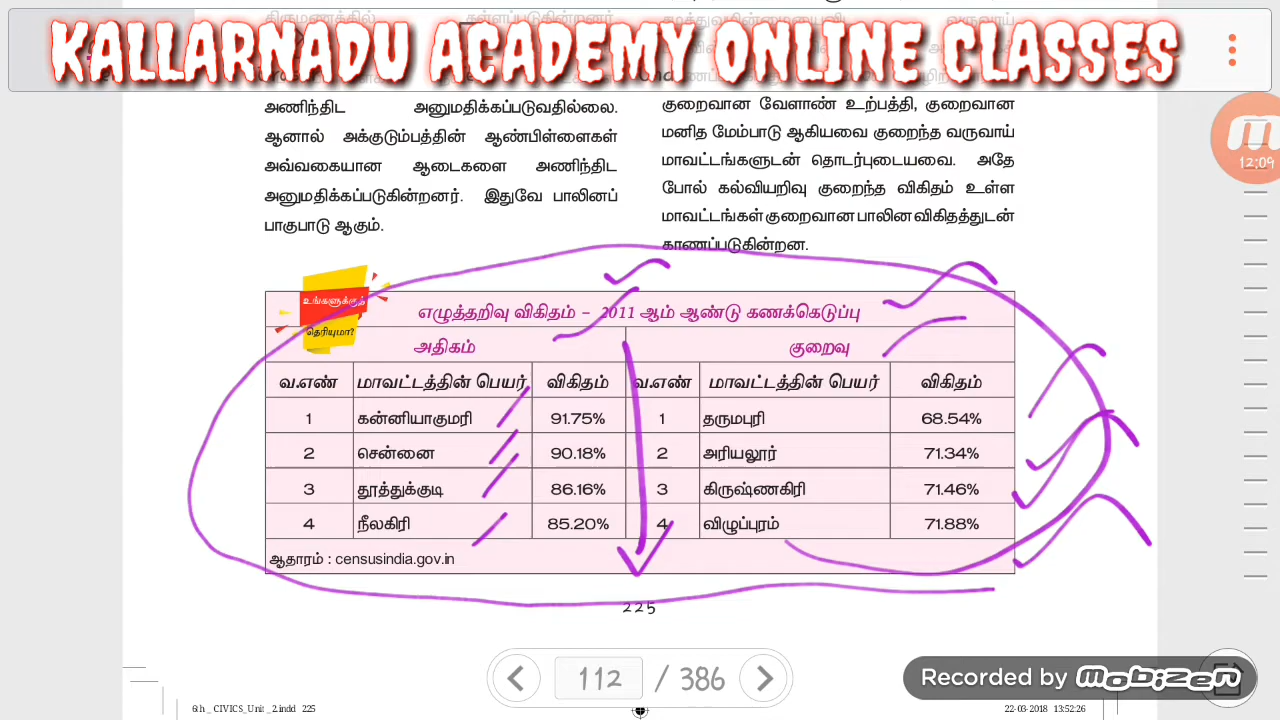 KALLARNADU ACADEMY ONLINE CLASSES
அணிந்திட அனுமதிக்கப்படுவதில்லை.
ஆனால் அக்குடும்பத்தின் ஆண்பிள்ளைகள்
அவ்வகையான ஆடைகளை அணிந்திட
அனுமதிக்கப்படுகின்றனர். இதுவே பாலினப்
பாகுபாடு ஆகும்.
குறைவான வேளாண் உற்பத்தி, குறைவான
மனித மேம்பாடு ஆகியவை குறைந்த வருவாய்
மாவட்டங்களுடன் தொடர்புடையவை. அதே
போல் கல்வியறிவு குறைந்த விகிதம் உள்ள
மாவட்டங்கள் குறைவான பாலின விகிதத்துடன்
காணப்படுகின்றன.
12:09
உங்களுக்குத்
தெரியுமா?
எழுத்தறிவு விகிதம் – 2011 ஆம் ஆண்டு கணக்கெடுப்பு
அதிகம் குறைவு
வ.எண் மாவட்டத்தின் பெயர் விகிதம் வ.எண் மாவட்டத்தின் பெயர் விகிதம்
1 கன்னியாகுமரி 91.75% 1 தருமபுரி 68.54%
2 சென்னை 90.18% 2 அரியலூர் 71.34%
3 தூத்துக்குடி 86.16% 3 கிருஷ்ணகிரி 71.46%
4 நீலகிரி 85.20% 4 விழுப்புரம் 71.88%
ஆதாரம் : censusindia.gov.in
225
112 / 386
Recorded by mobizen
6th _ CIVICS_Unit _2.indd 225 22-03-2018 13:52:26